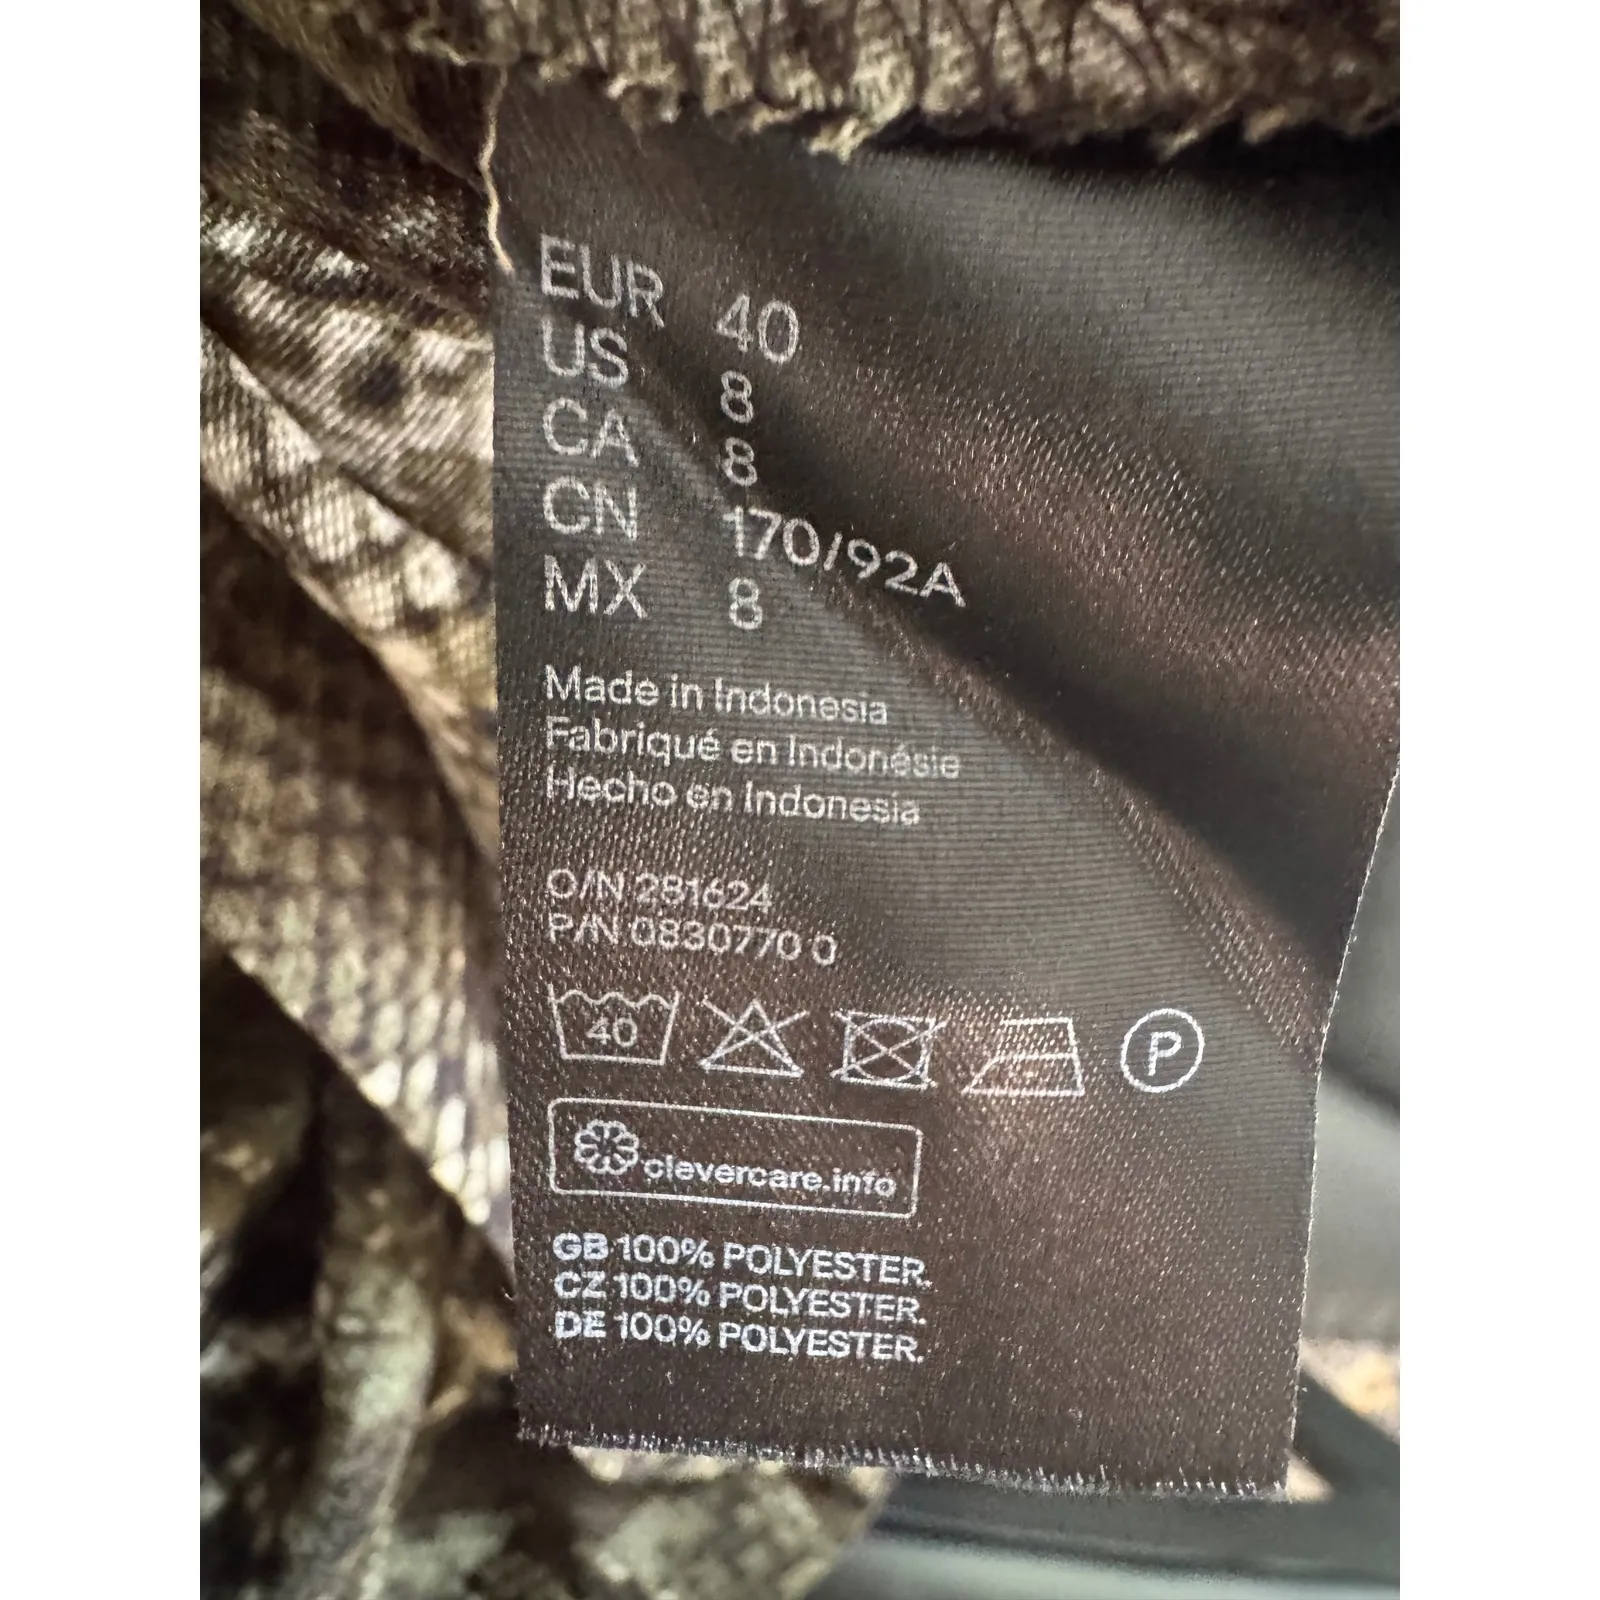 EUR 40
US 8
CA 8
CN 170/92A
MX 8
Made in Indonesia
Fabriqué en Indonésie
Hecho en Indonesia
O/N 281624
P/N 0830770 0
40
P
clevercare.info
GB 100% POLYESTER.
CZ 100% POLYESTER.
DE 100% POLYESTER.